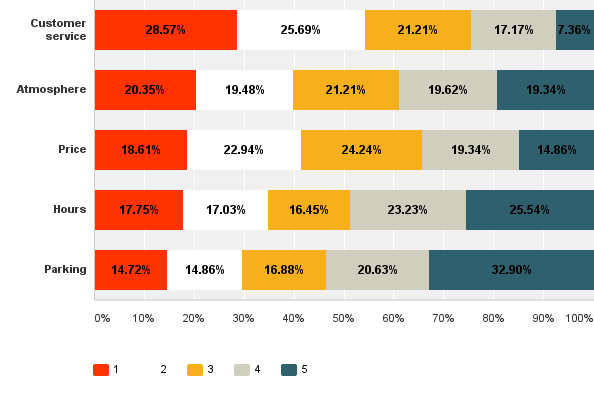 Customer service
28.57% 25.69% 21.21% 17.17% 7.36%
Atmosphere 20.35% 19.48% 21.21% 19.62% 19.34%
Price 18.61% 22.94% 24.24% 19.34% 14.86%
Hours 17.75% 17.03% 16.45% 23.23% 25.54%
Parking 14.72% 14.86% 16.88% 20.63% 32.90%
0% 10% 20% 30% 40% 50% 60% 70% 80% 90% 100%
1 2 3 4 5